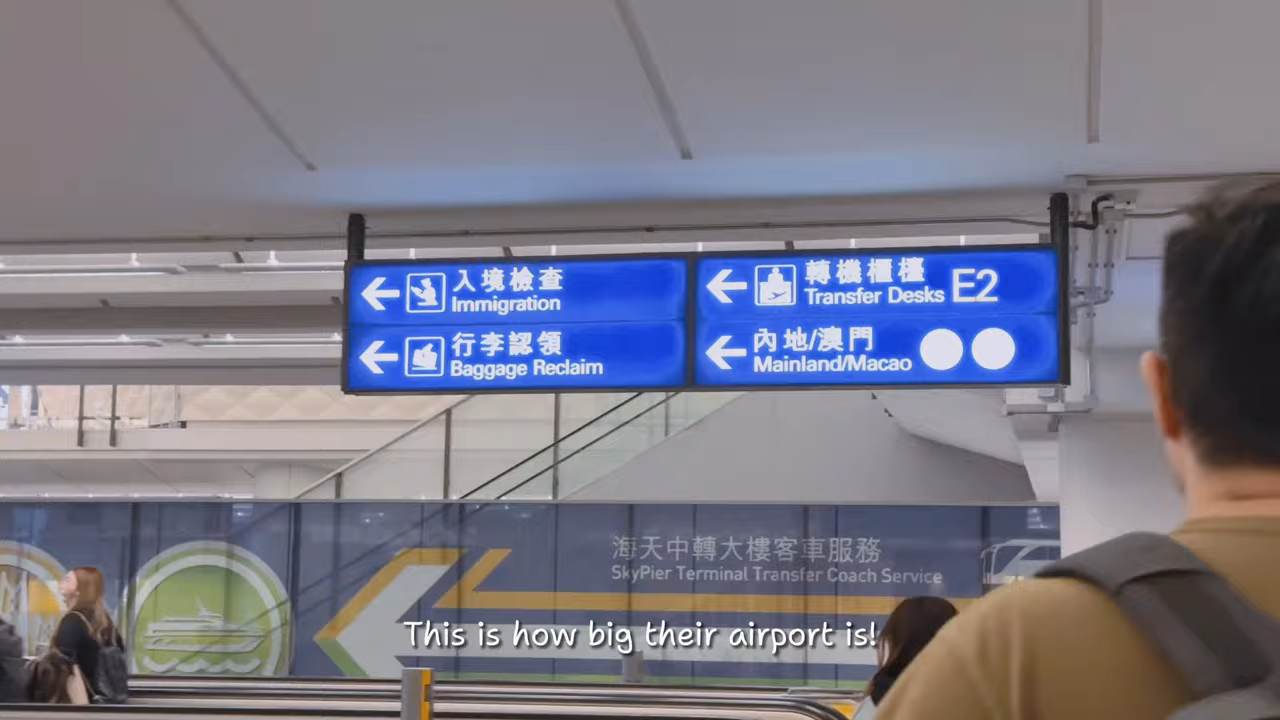 入境檢查
Immigration
行李認領
Baggage Reclaim
轉機櫃檯
Transfer Desks E2
內地/澳門
Mainland/Macao
海天中轉大樓客車服務
SkyPier Terminal Transfer Coach Service
This is how big their airport is!